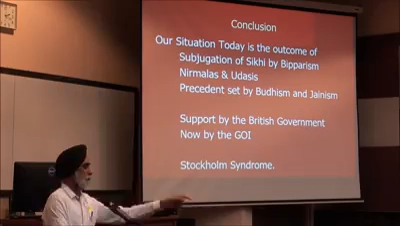 Conclusion
Our Situation Today is the outcome of
Subjugation of Sikhi by Bipparism
Nirmalas & Udasis
Precedent set by Budhism and Jainism
Support by the British Government
Now by the GOI
Stockholm Syndrome.